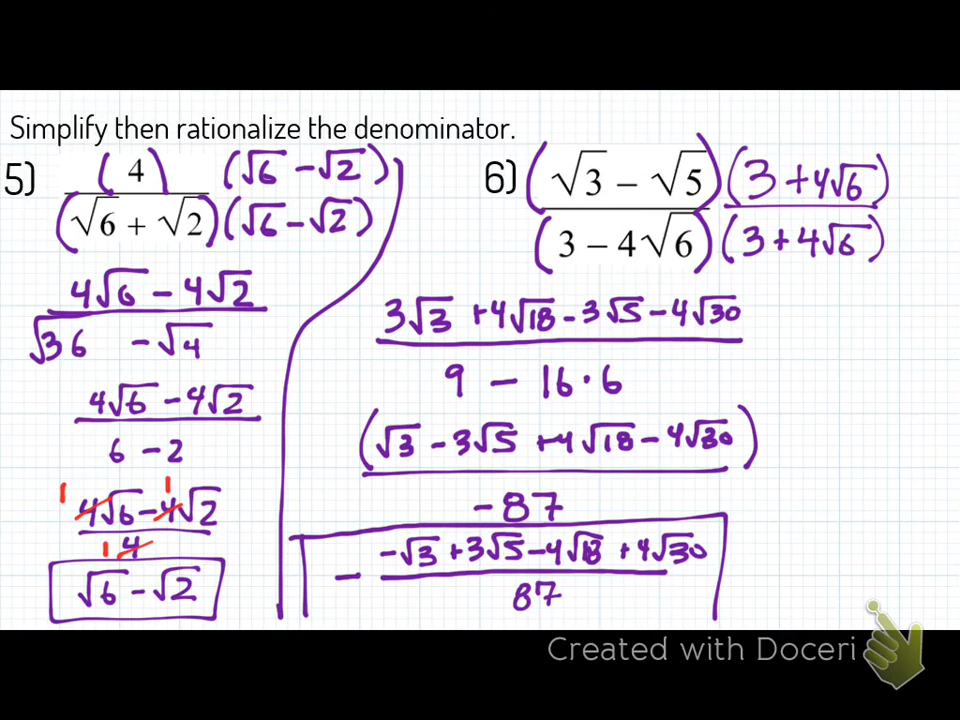 Simplify then rationalize the denominator.
5) (4) (√6 - √2)
(√6 + √2)(√6 - √2)
4√6 - 4√2
√36 - √4
4√6 - 4√2
6 - 2
1 1
4√6 - 4√2
1 4
√6 - √2
6) (√3 - √5)(3 + 4√6)
(3 - 4√6)(3 + 4√6)
3√3 + 4√18 - 3√5 - 4√30
9 - 16·6
(√3 - 3√5 + 4√18 - 4√30)
-87
- -√3 + 3√5 - 4√18 + 4√30
87
Created with Doceri